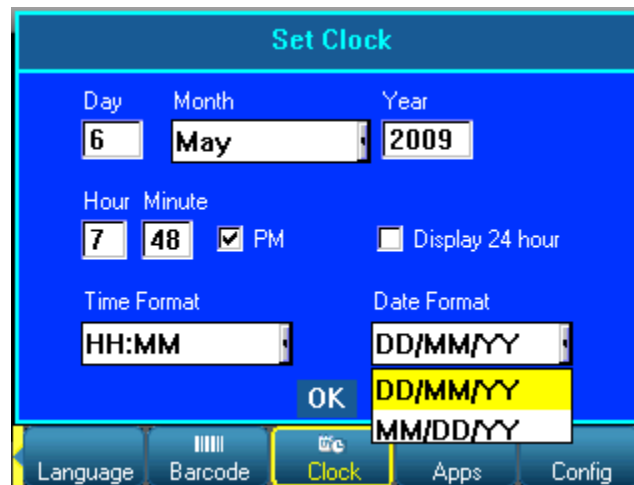 Set Clock
Day Month Year
6 May 2009
Hour Minute
7 48 PM Display 24 hour
Time Format Date Format
HH:MM DD/MM/YY
OK DD/MM/YY
MM/DD/YY
Language Barcode Clock Apps Config